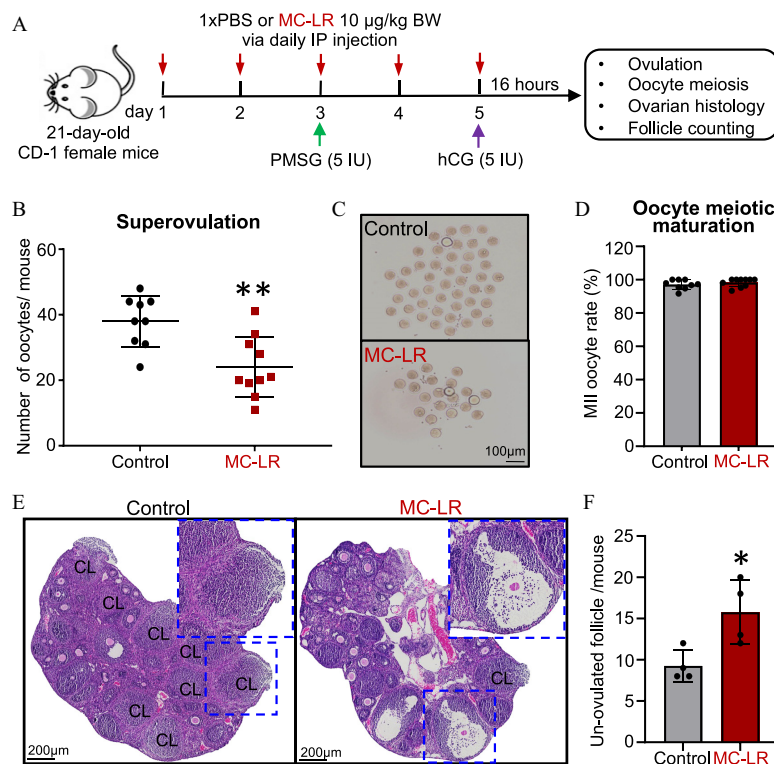 A
1xPBS or MC-LR 10 µg/kg BW
via daily IP injection
day 1
2
3
4
5
16 hours
21-day-old
CD-1 female mice
PMSG (5 IU)
hCG (5 IU)
• Ovulation
• Oocyte meiosis
• Ovarian histology
• Follicle counting
B
Superovulation
Number of oocytes/ mouse
60
40
20
0
**
Control
MC-LR
C
Control
MC-LR
100µm
D
Oocyte meiotic
maturation
MII oocyte rate (%)
120
100
80
60
40
20
0
Control
MC-LR
E
Control
MC-LR
CL
CL
CL
CL
CL
CL
CL
CL
CL
CL
200µm
CL
200µm
F
Un-ovulated follicle /mouse
25
20
15
10
5
0
*
Control
MC-LR